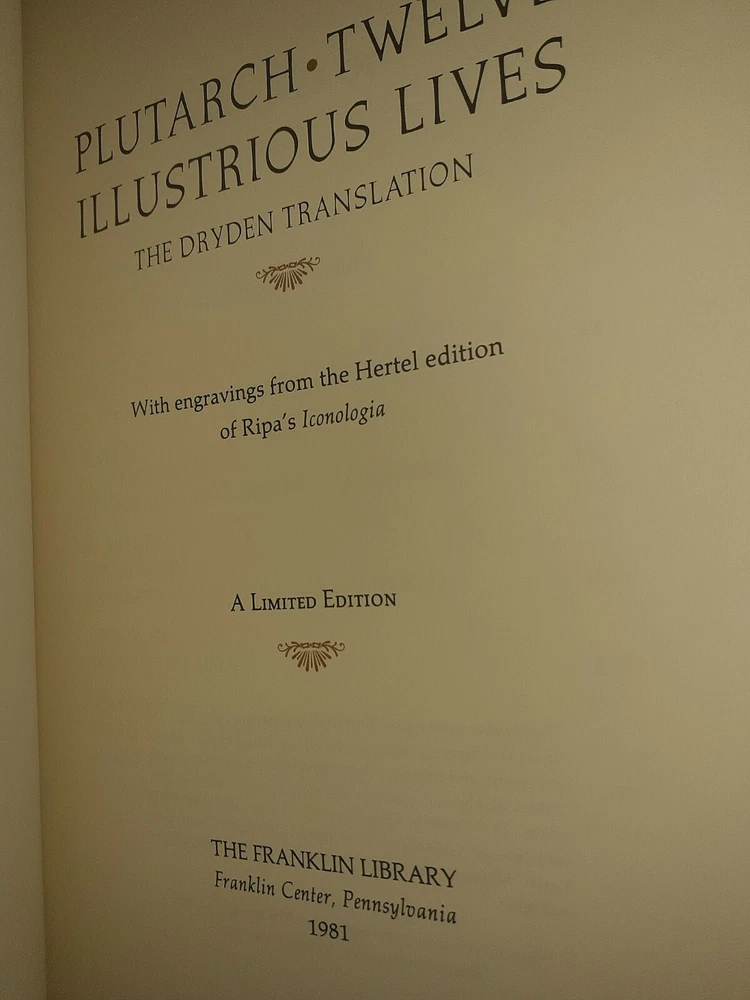 PLUTARCH • TWELVE
ILLUSTRIOUS LIVES
THE DRYDEN TRANSLATION
With engravings from the Hertel edition
of Ripa's Iconologia
A LIMITED EDITION
THE FRANKLIN LIBRARY
Franklin Center, Pennsylvania
1981